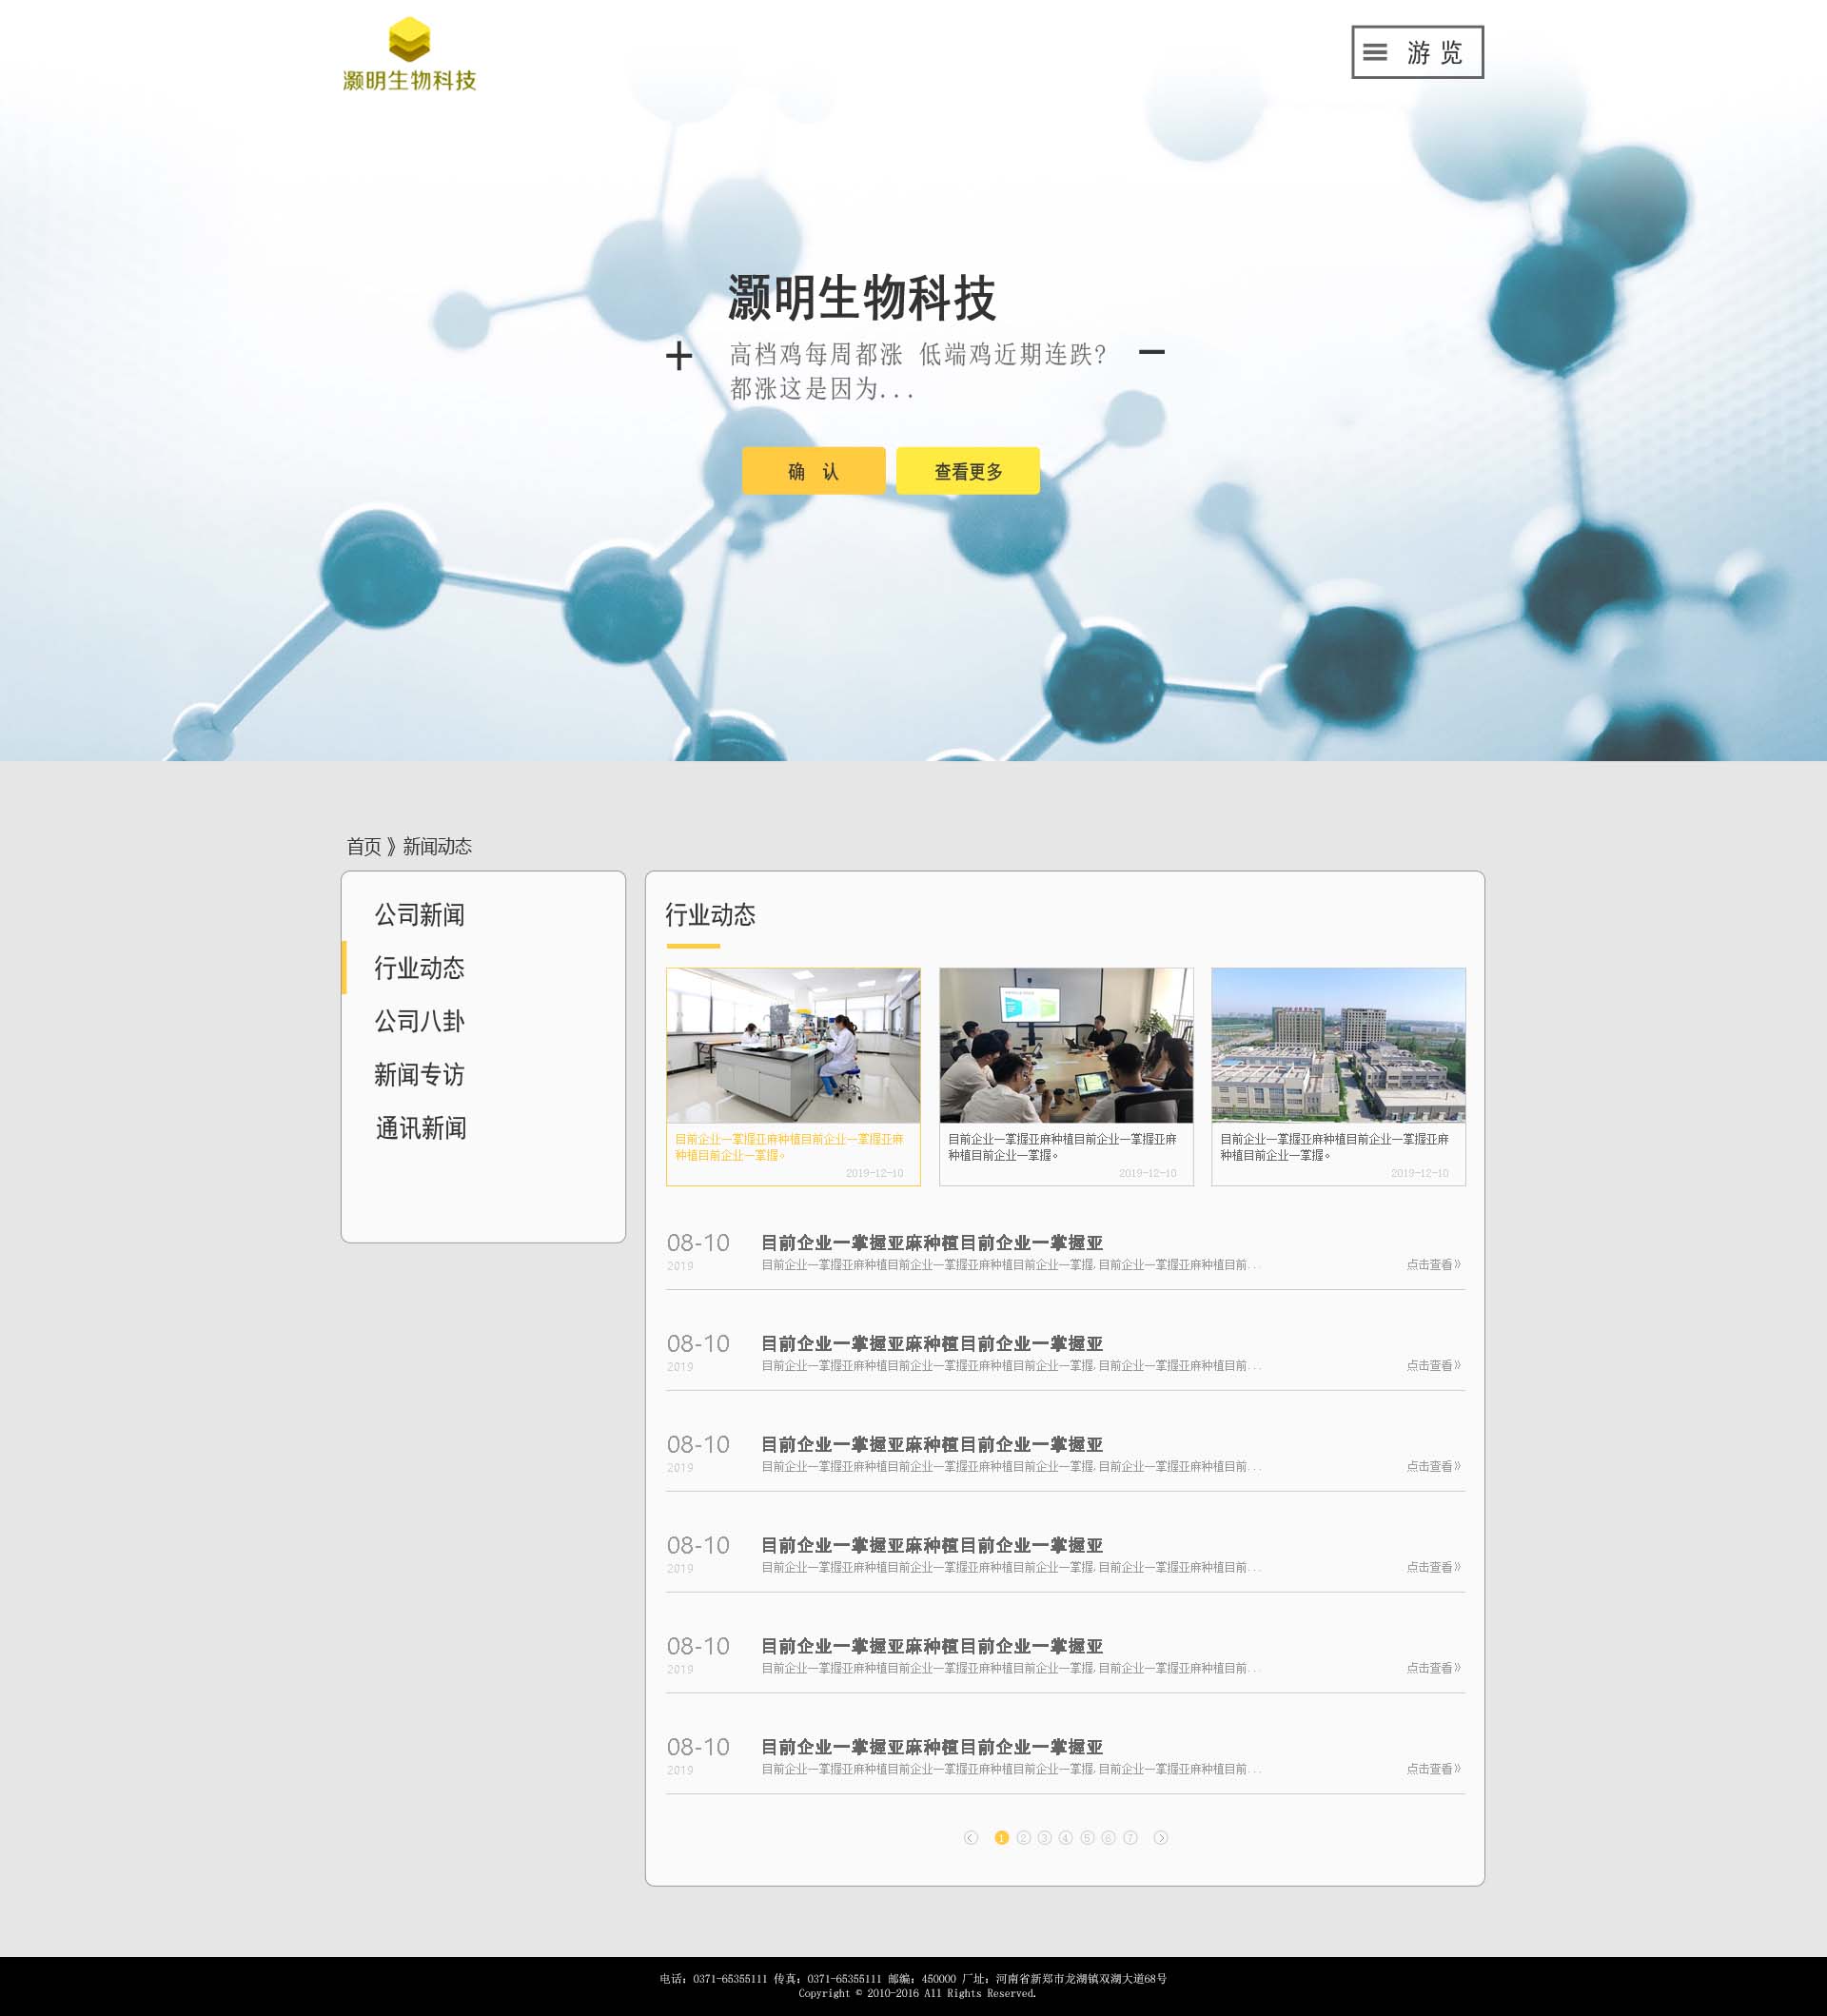 灏明生物科技
游 览
灏明生物科技
+
高档鸡每周都涨 低端鸡近期连跌?
都涨这是因为...
−
确 认
查看更多
首页 》新闻动态
公司新闻
行业动态
公司八卦
新闻专访
通讯新闻
行业动态
目前企业一掌握亚麻种植目前企业一掌握亚麻
种植目前企业一掌握。
2019-12-10
目前企业一掌握亚麻种植目前企业一掌握亚麻
种植目前企业一掌握。
2019-12-10
目前企业一掌握亚麻种植目前企业一掌握亚麻
种植目前企业一掌握。
2019-12-10
08-10 目前企业一掌握亚麻种植目前企业一掌握亚
2019 目前企业一掌握亚麻种植目前企业一掌握亚麻种植目前企业一掌握,目前企业一掌握亚麻种植目前... 点击查看》
08-10 目前企业一掌握亚麻种植目前企业一掌握亚
2019 目前企业一掌握亚麻种植目前企业一掌握亚麻种植目前企业一掌握,目前企业一掌握亚麻种植目前... 点击查看》
08-10 目前企业一掌握亚麻种植目前企业一掌握亚
2019 目前企业一掌握亚麻种植目前企业一掌握亚麻种植目前企业一掌握,目前企业一掌握亚麻种植目前... 点击查看》
08-10 目前企业一掌握亚麻种植目前企业一掌握亚
2019 目前企业一掌握亚麻种植目前企业一掌握亚麻种植目前企业一掌握,目前企业一掌握亚麻种植目前... 点击查看》
08-10 目前企业一掌握亚麻种植目前企业一掌握亚
2019 目前企业一掌握亚麻种植目前企业一掌握亚麻种植目前企业一掌握,目前企业一掌握亚麻种植目前... 点击查看》
08-10 目前企业一掌握亚麻种植目前企业一掌握亚
2019 目前企业一掌握亚麻种植目前企业一掌握亚麻种植目前企业一掌握,目前企业一掌握亚麻种植目前... 点击查看》
< 1 2 3 4 5 6 7 >
电话：0371-65355111 传真：0371-65355111 邮编：450000 厂址：河南省新郑市龙湖镇双湖大道68号
Copyright © 2010-2016 All Rights Reserved.